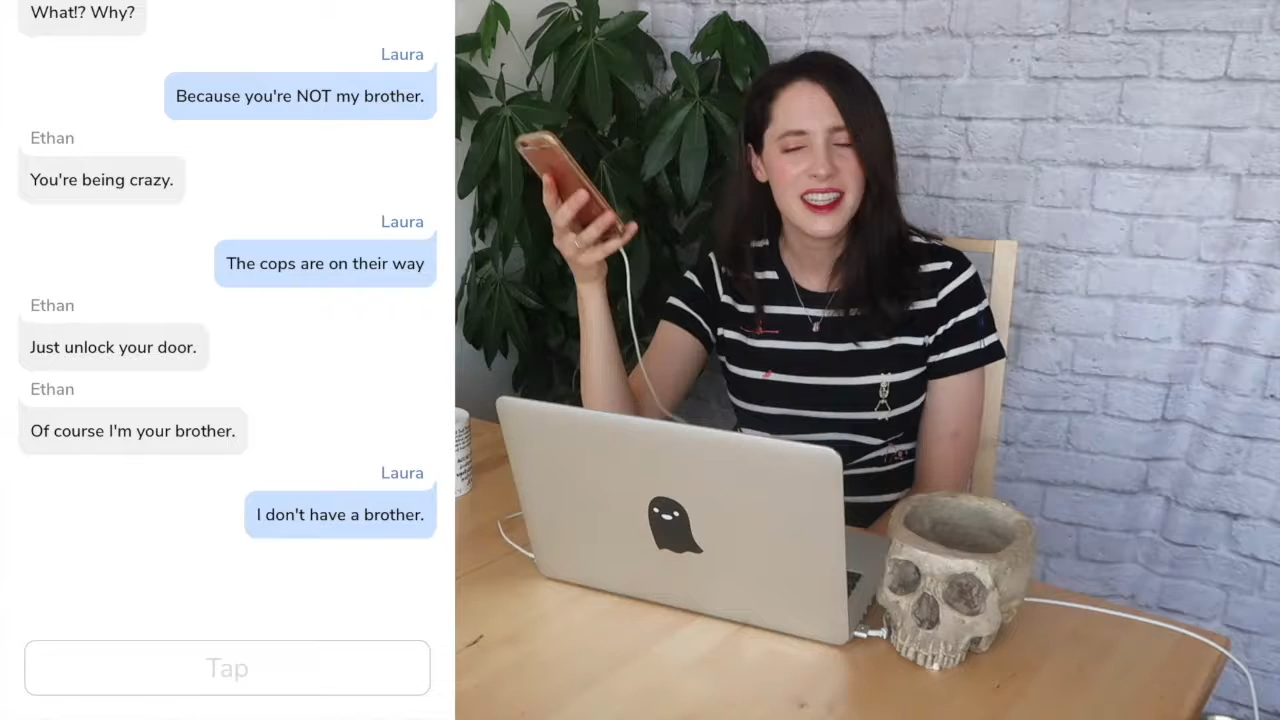 What!? Why?
Laura
Because you're NOT my brother.
Ethan
You're being crazy.
Laura
The cops are on their way
Ethan
Just unlock your door.
Ethan
Of course I'm your brother.
Laura
I don't have a brother.
Tap